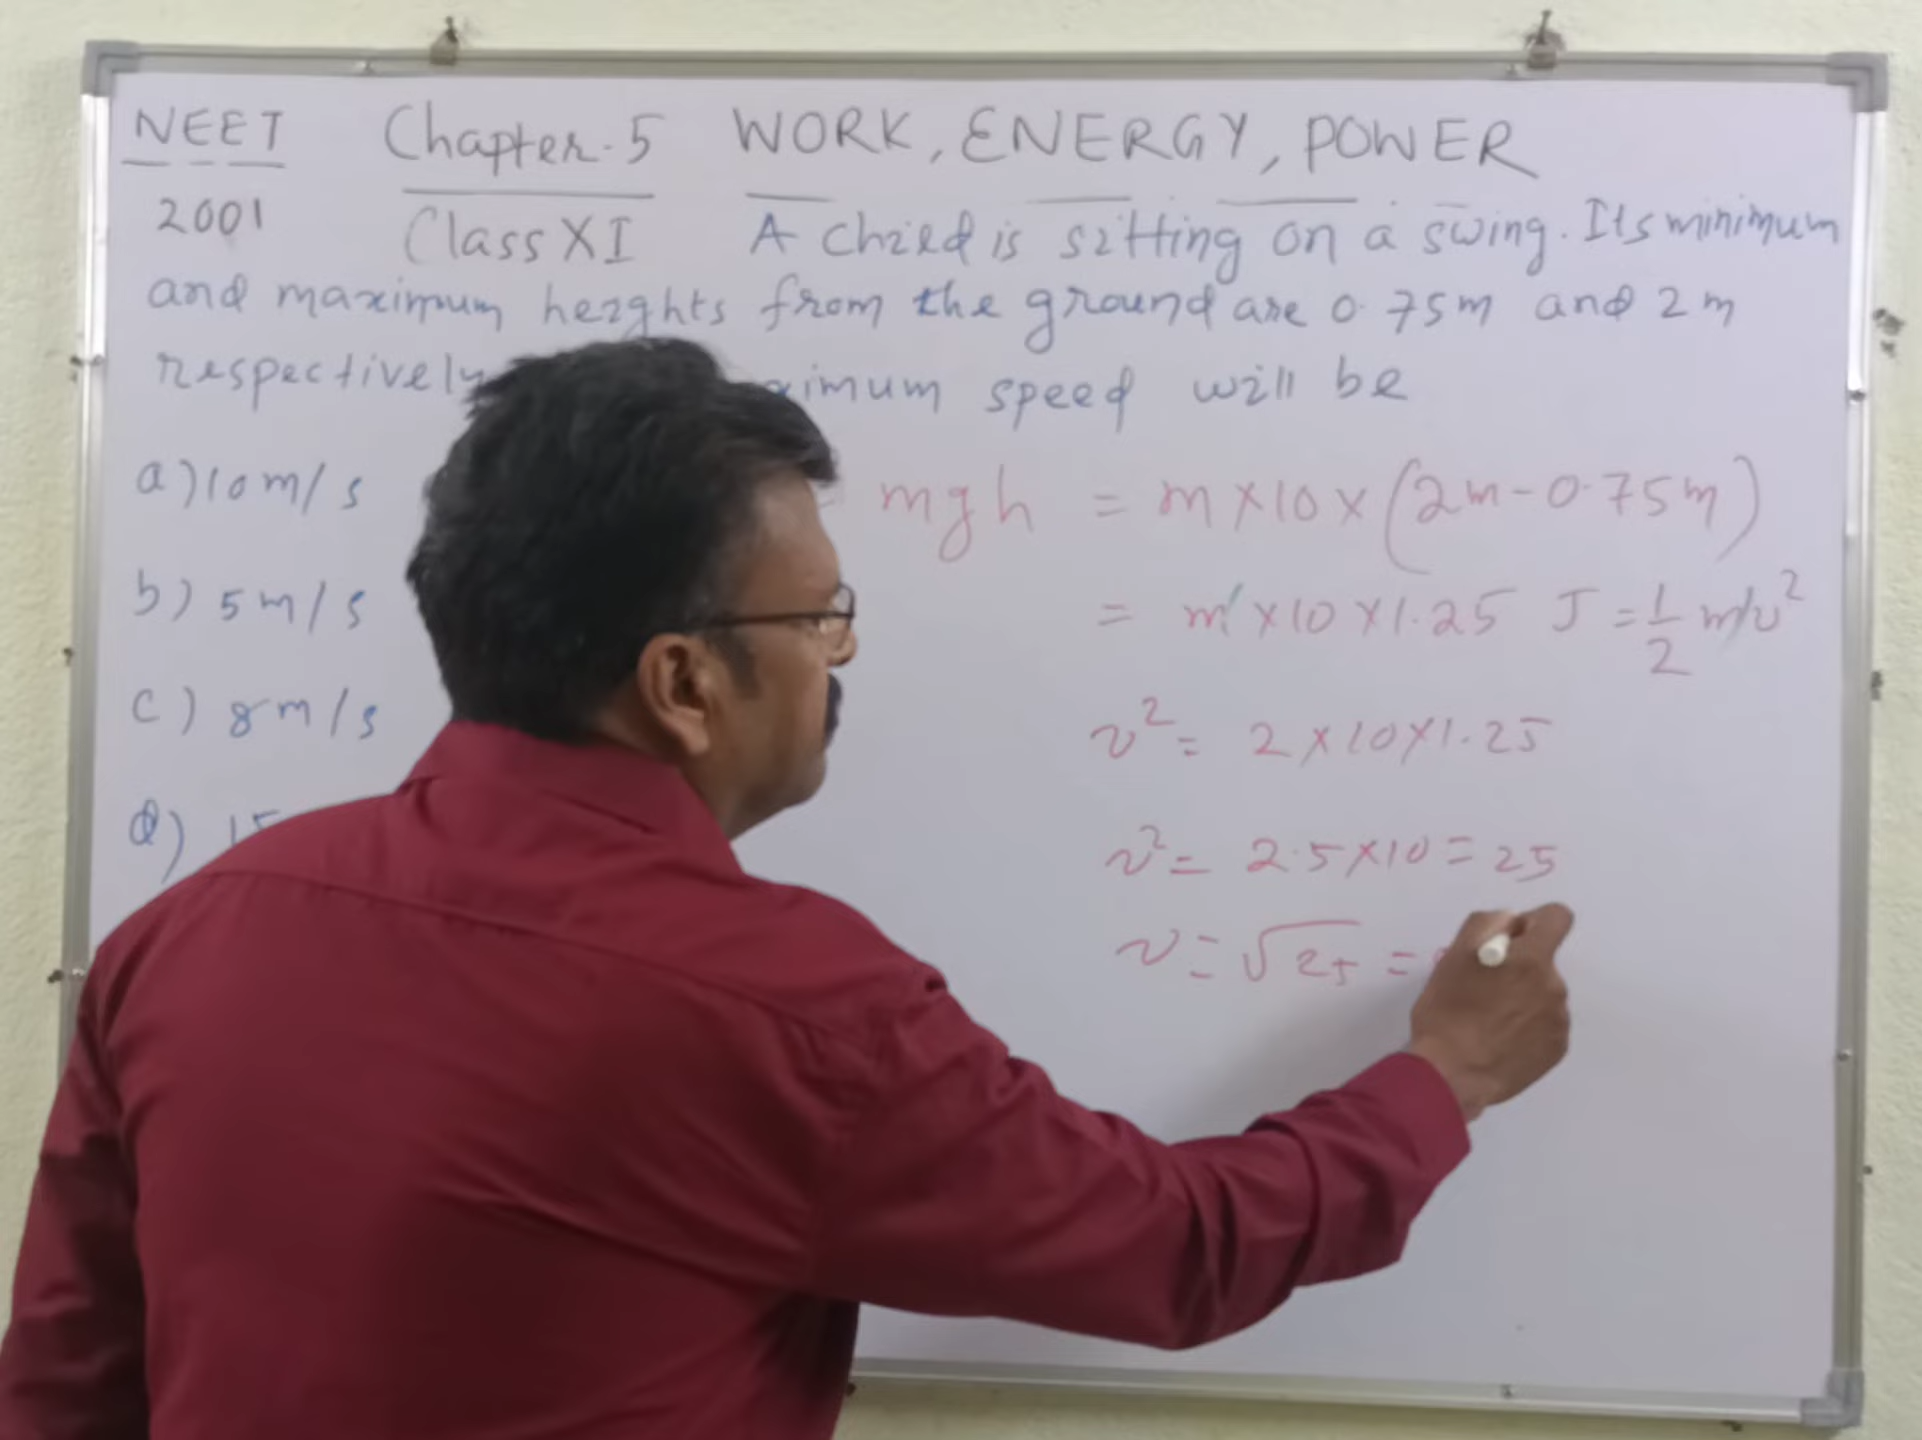 NEET Chapter.5 WORK, ENERGY, POWER
2001 Class XI A child is sitting on a swing. Its minimum
and maximum heights from the ground are 0.75m and 2m
respectively speed will be
a) 10 m/s
b) 5 m/s
c) 8 m/s
d) 15
mgh = m × 10 × (2m - 0.75m)
= m × 10 × 1.25 J = 1/2 mv²
v² = 2 × 10 × 1.25
v² = 2.5 × 10 = 25
v = √25 =